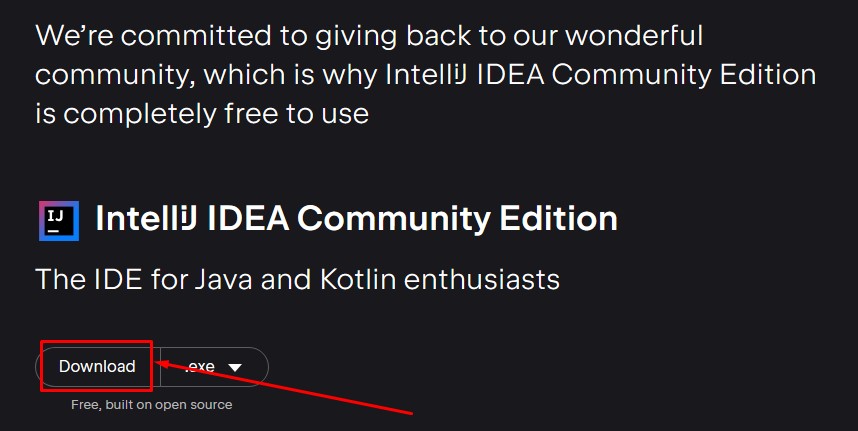 We’re committed to giving back to our wonderful
community, which is why IntelliJ IDEA Community Edition
is completely free to use
IJ
IntelliJ IDEA Community Edition
The IDE for Java and Kotlin enthusiasts
Download
.exe
Free, built on open source